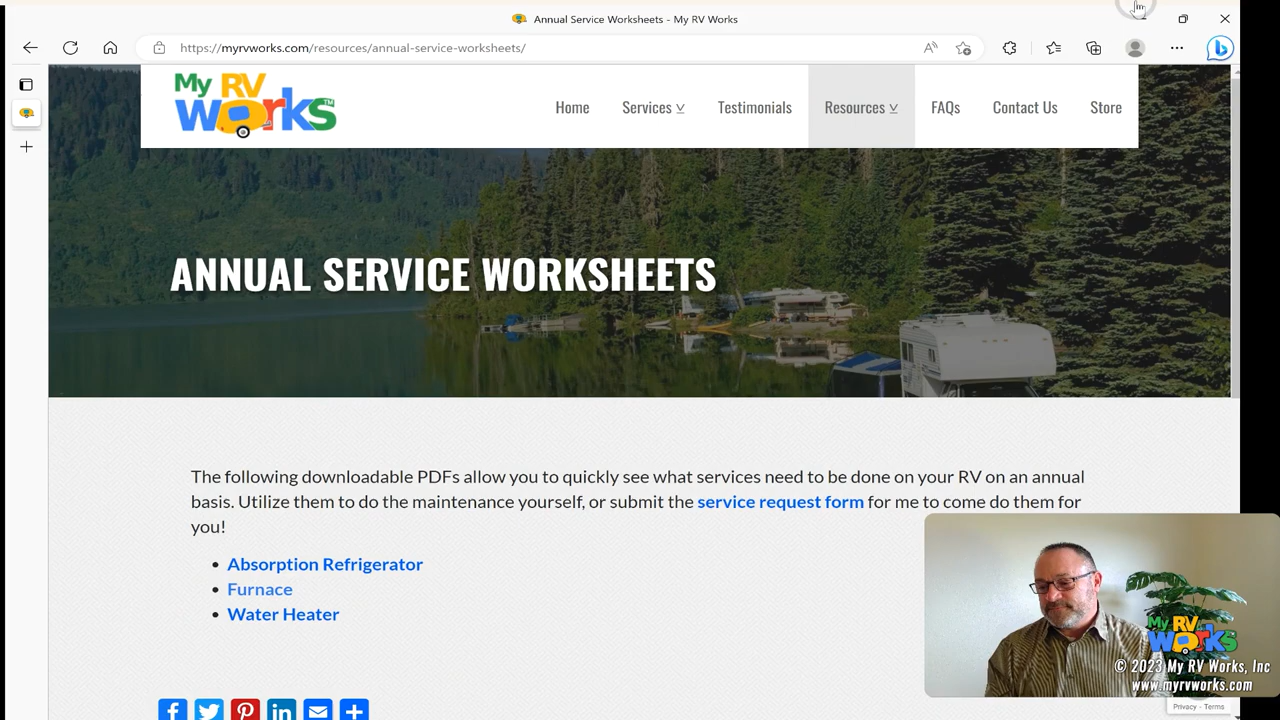 Annual Service Worksheets - My RV Works
https://myrvworks.com/resources/annual-service-worksheets/
My RV
Works™
Home
Services
Testimonials
Resources
FAQs
Contact Us
Store
ANNUAL SERVICE WORKSHEETS
The following downloadable PDFs allow you to quickly see what services need to be done on your RV on an annual
basis. Utilize them to do the maintenance yourself, or submit the service request form for me to come do them for
you!
• Absorption Refrigerator
• Furnace
• Water Heater
My RV
Works
© 2023 My RV Works, Inc
www.myrvworks.com
Privacy - Terms